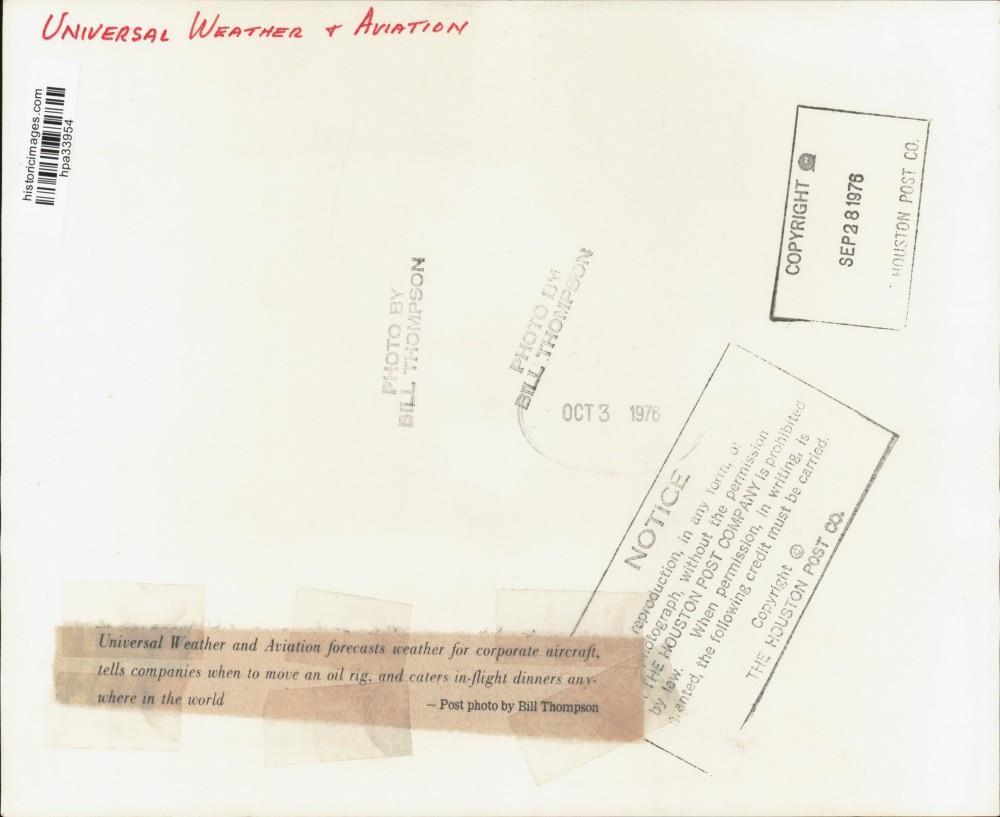 UNIVERSAL WEATHER & AVIATION
historicimages.com
hpa33954
COPYRIGHT ©
SEP 28 1976
HOUSTON POST CO.
PHOTO BY
BILL THOMPSON
PHOTO BY:
BILL THOMPSON
OCT 3 1976
NOTICE
reproduction, in any form, of
otograph, without the permission
THE HOUSTON POST COMPANY is prohibited
by law. When permission, in writing, is
anted, the following credit must be carried.
Copyright ©
THE HOUSTON POST CO.
Universal Weather and Aviation forecasts weather for corporate aircraft,
tells companies when to move an oil rig, and caters in-flight dinners any-
where in the world
— Post photo by Bill Thompson